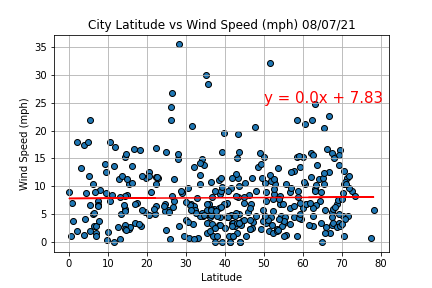 City Latitude vs Wind Speed (mph) 08/07/21
35
30
25
20
15
10
5
0
Wind Speed (mph)
y = 0.0x + 7.83
0 10 20 30 40 50 60 70 80
Latitude